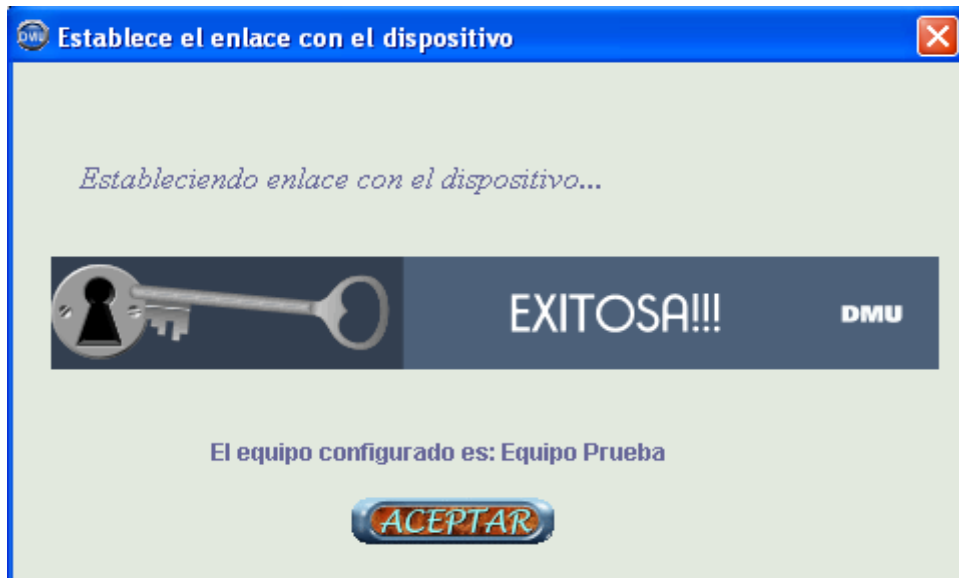 DMU Establece el enlace con el dispositivo
Estableciendo enlace con el dispositivo...
EXITOSA!!! DMU
El equipo configurado es: Equipo Prueba
ACEPTAR